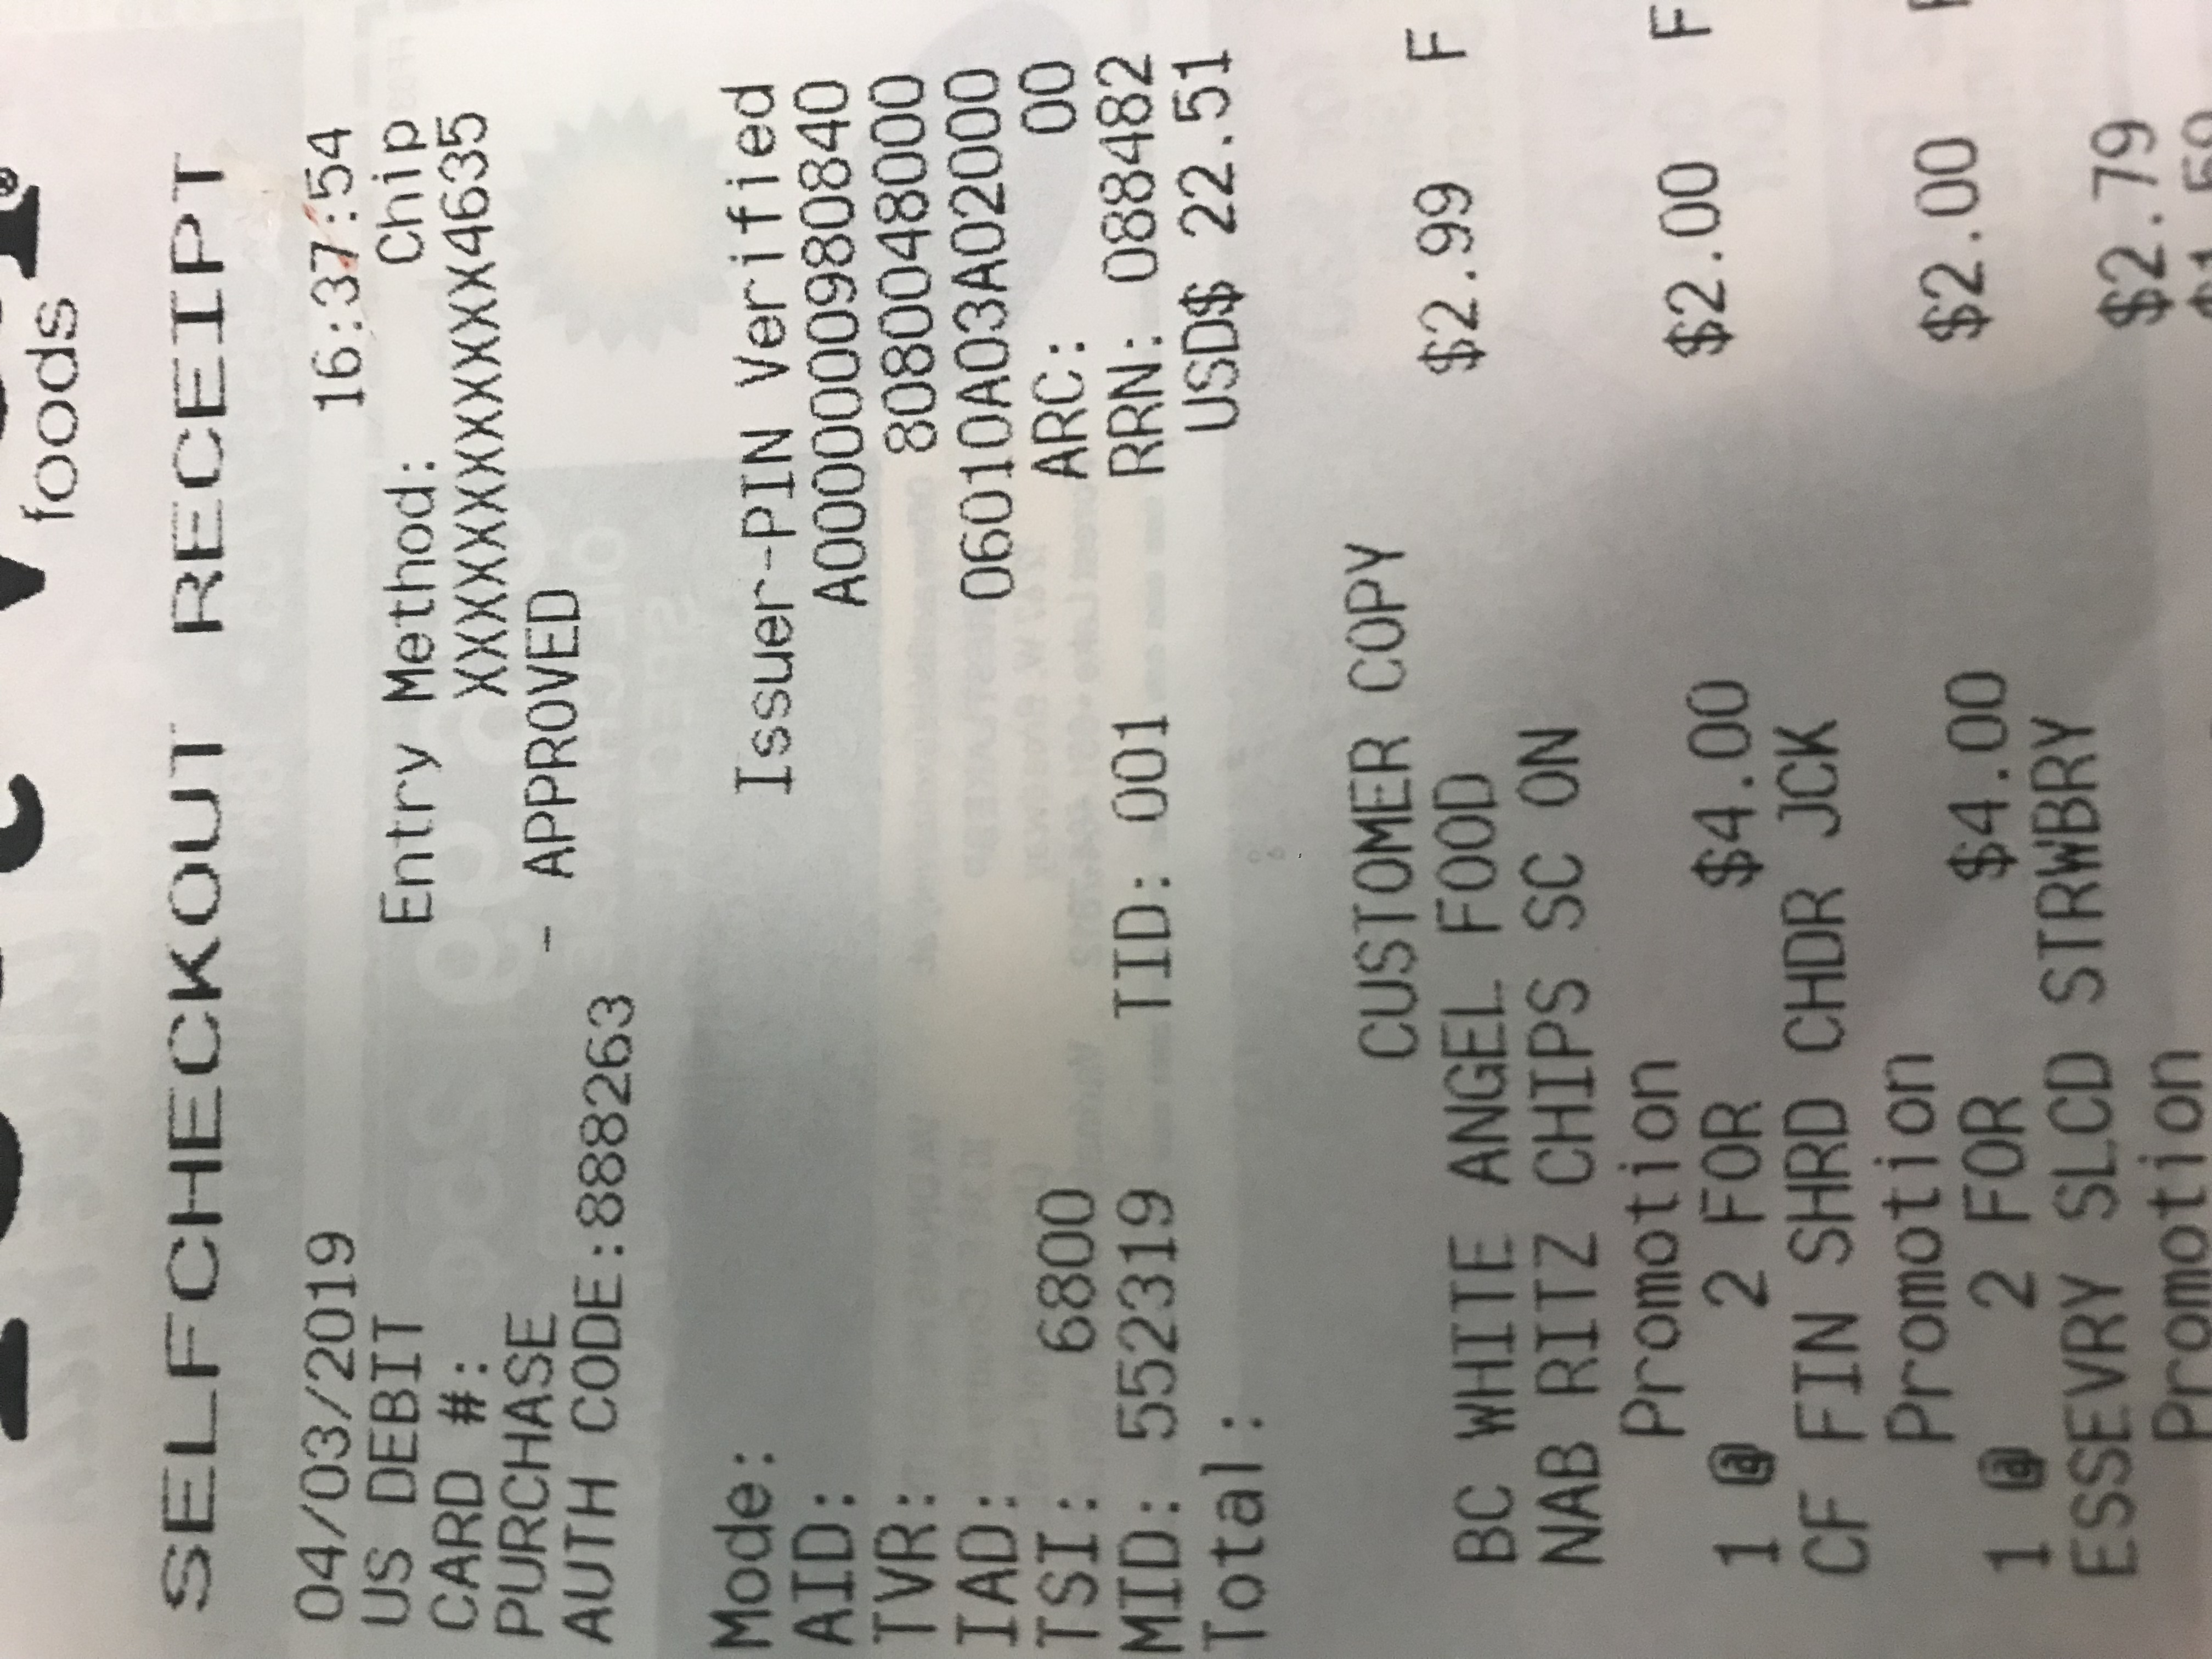 foods
SELFCHECKOUT RECEIPT
04/03/2019 16:37:54
US DEBIT Entry Method: Chip
CARD #: XXXXXXXXXXXX4635
PURCHASE - APPROVED
AUTH CODE:888263
Mode: Issuer-PIN Verified
AID: A0000000980840
TVR: 8080048000
IAD: 06010A03A02000
TSI: 6800 ARC: 00
MID: 552319 TID: 001 RRN: 088482
Total: USD$ 22.51
CUSTOMER COPY
BC WHITE ANGEL FOOD $2.99 F
NAB RITZ CHIPS SC ON
Promotion
1 @ 2 FOR $4.00 $2.00 F
CF FIN SHRD CHDR JCK
Promotion
1 @ 2 FOR $4.00 $2.00 F
ESSEVRY SLCD STRWBRY $2.79
Promotion $1.50